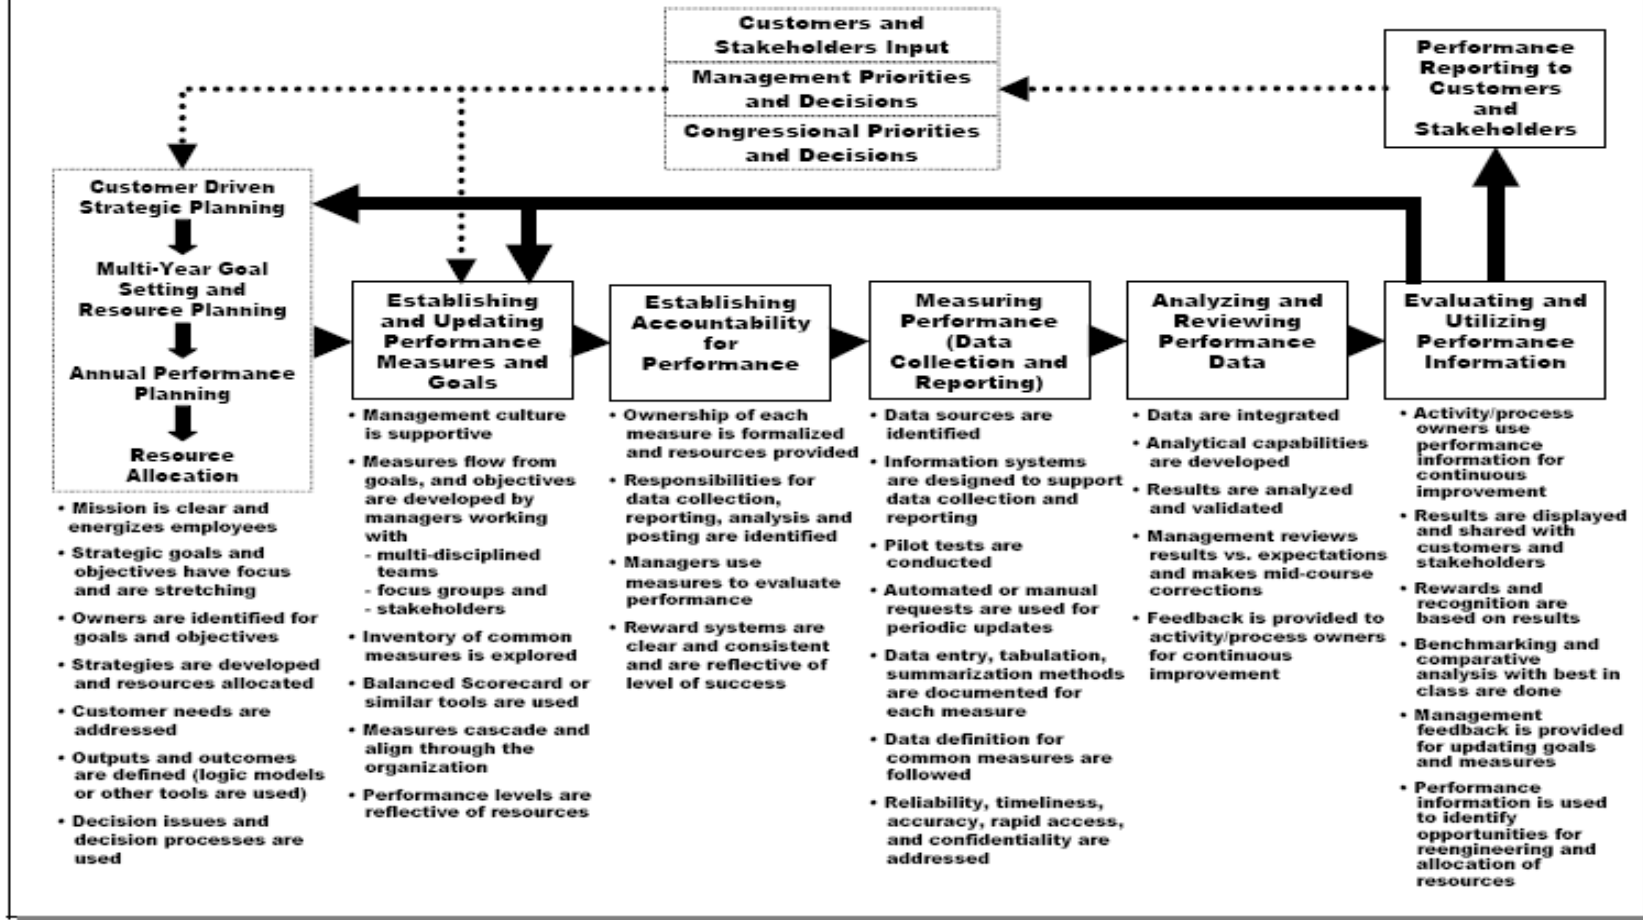 Customers and
Stakeholders Input
Management Priorities
and Decisions
Congressional Priorities
and Decisions
Performance
Reporting to
Customers
and
Stakeholders
Customer Driven
Strategic Planning
Multi-Year Goal
Setting and
Resource Planning
Annual Performance
Planning
Resource
Allocation
• Mission is clear and
energizes employees
• Strategic goals and
objectives have focus
and are stretching
• Owners are identified for
goals and objectives
• Strategies are developed
and resources allocated
• Customer needs are
addressed
• Outputs and outcomes
are defined (logic models
or other tools are used)
• Decision issues and
decision processes are
used
Establishing
and Updating
Performance
Measures and
Goals
• Management culture
is supportive
• Measures flow from
goals, and objectives
are developed by
managers working
with
- multi-disciplined
teams
- focus groups and
- stakeholders
• Inventory of common
measures is explored
• Balanced Scorecard or
similar tools are used
• Measures cascade and
align through the
organization
• Performance levels are
reflective of resources
Establishing
Accountability
for
Performance
• Ownership of each
measure is formalized
and resources provided
• Responsibilities for
data collection,
reporting, analysis and
posting are identified
• Managers use
measures to evaluate
performance
• Reward systems are
clear and consistent
and are reflective of
level of success
Measuring
Performance
(Data
Collection and
Reporting)
• Data sources are
identified
• Information systems
are designed to support
data collection and
reporting
• Pilot tests are
conducted
• Automated or manual
requests are used for
periodic updates
• Data entry, tabulation,
summarization methods
are documented for
each measure
• Data definition for
common measures are
followed
• Reliability, timeliness,
accuracy, rapid access,
and confidentiality are
addressed
Analyzing and
Reviewing
Performance
Data
• Data are integrated
• Analytical capabilities
are developed
• Results are analyzed
and validated
• Management reviews
results vs. expectations
and makes mid-course
corrections
• Feedback is provided to
activity/process owners
for continuous
improvement
Evaluating and
Utilizing
Performance
Information
• Activity/process
owners use
performance
information for
continuous
improvement
• Results are displayed
and shared with
customers and
stakeholders
• Rewards and
recognition are
based on results
• Benchmarking and
comparative
analysis with best in
class are done
• Management
feedback is provided
for updating goals
and measures
• Performance
information is used
to identify
opportunities for
reengineering and
allocation of
resources